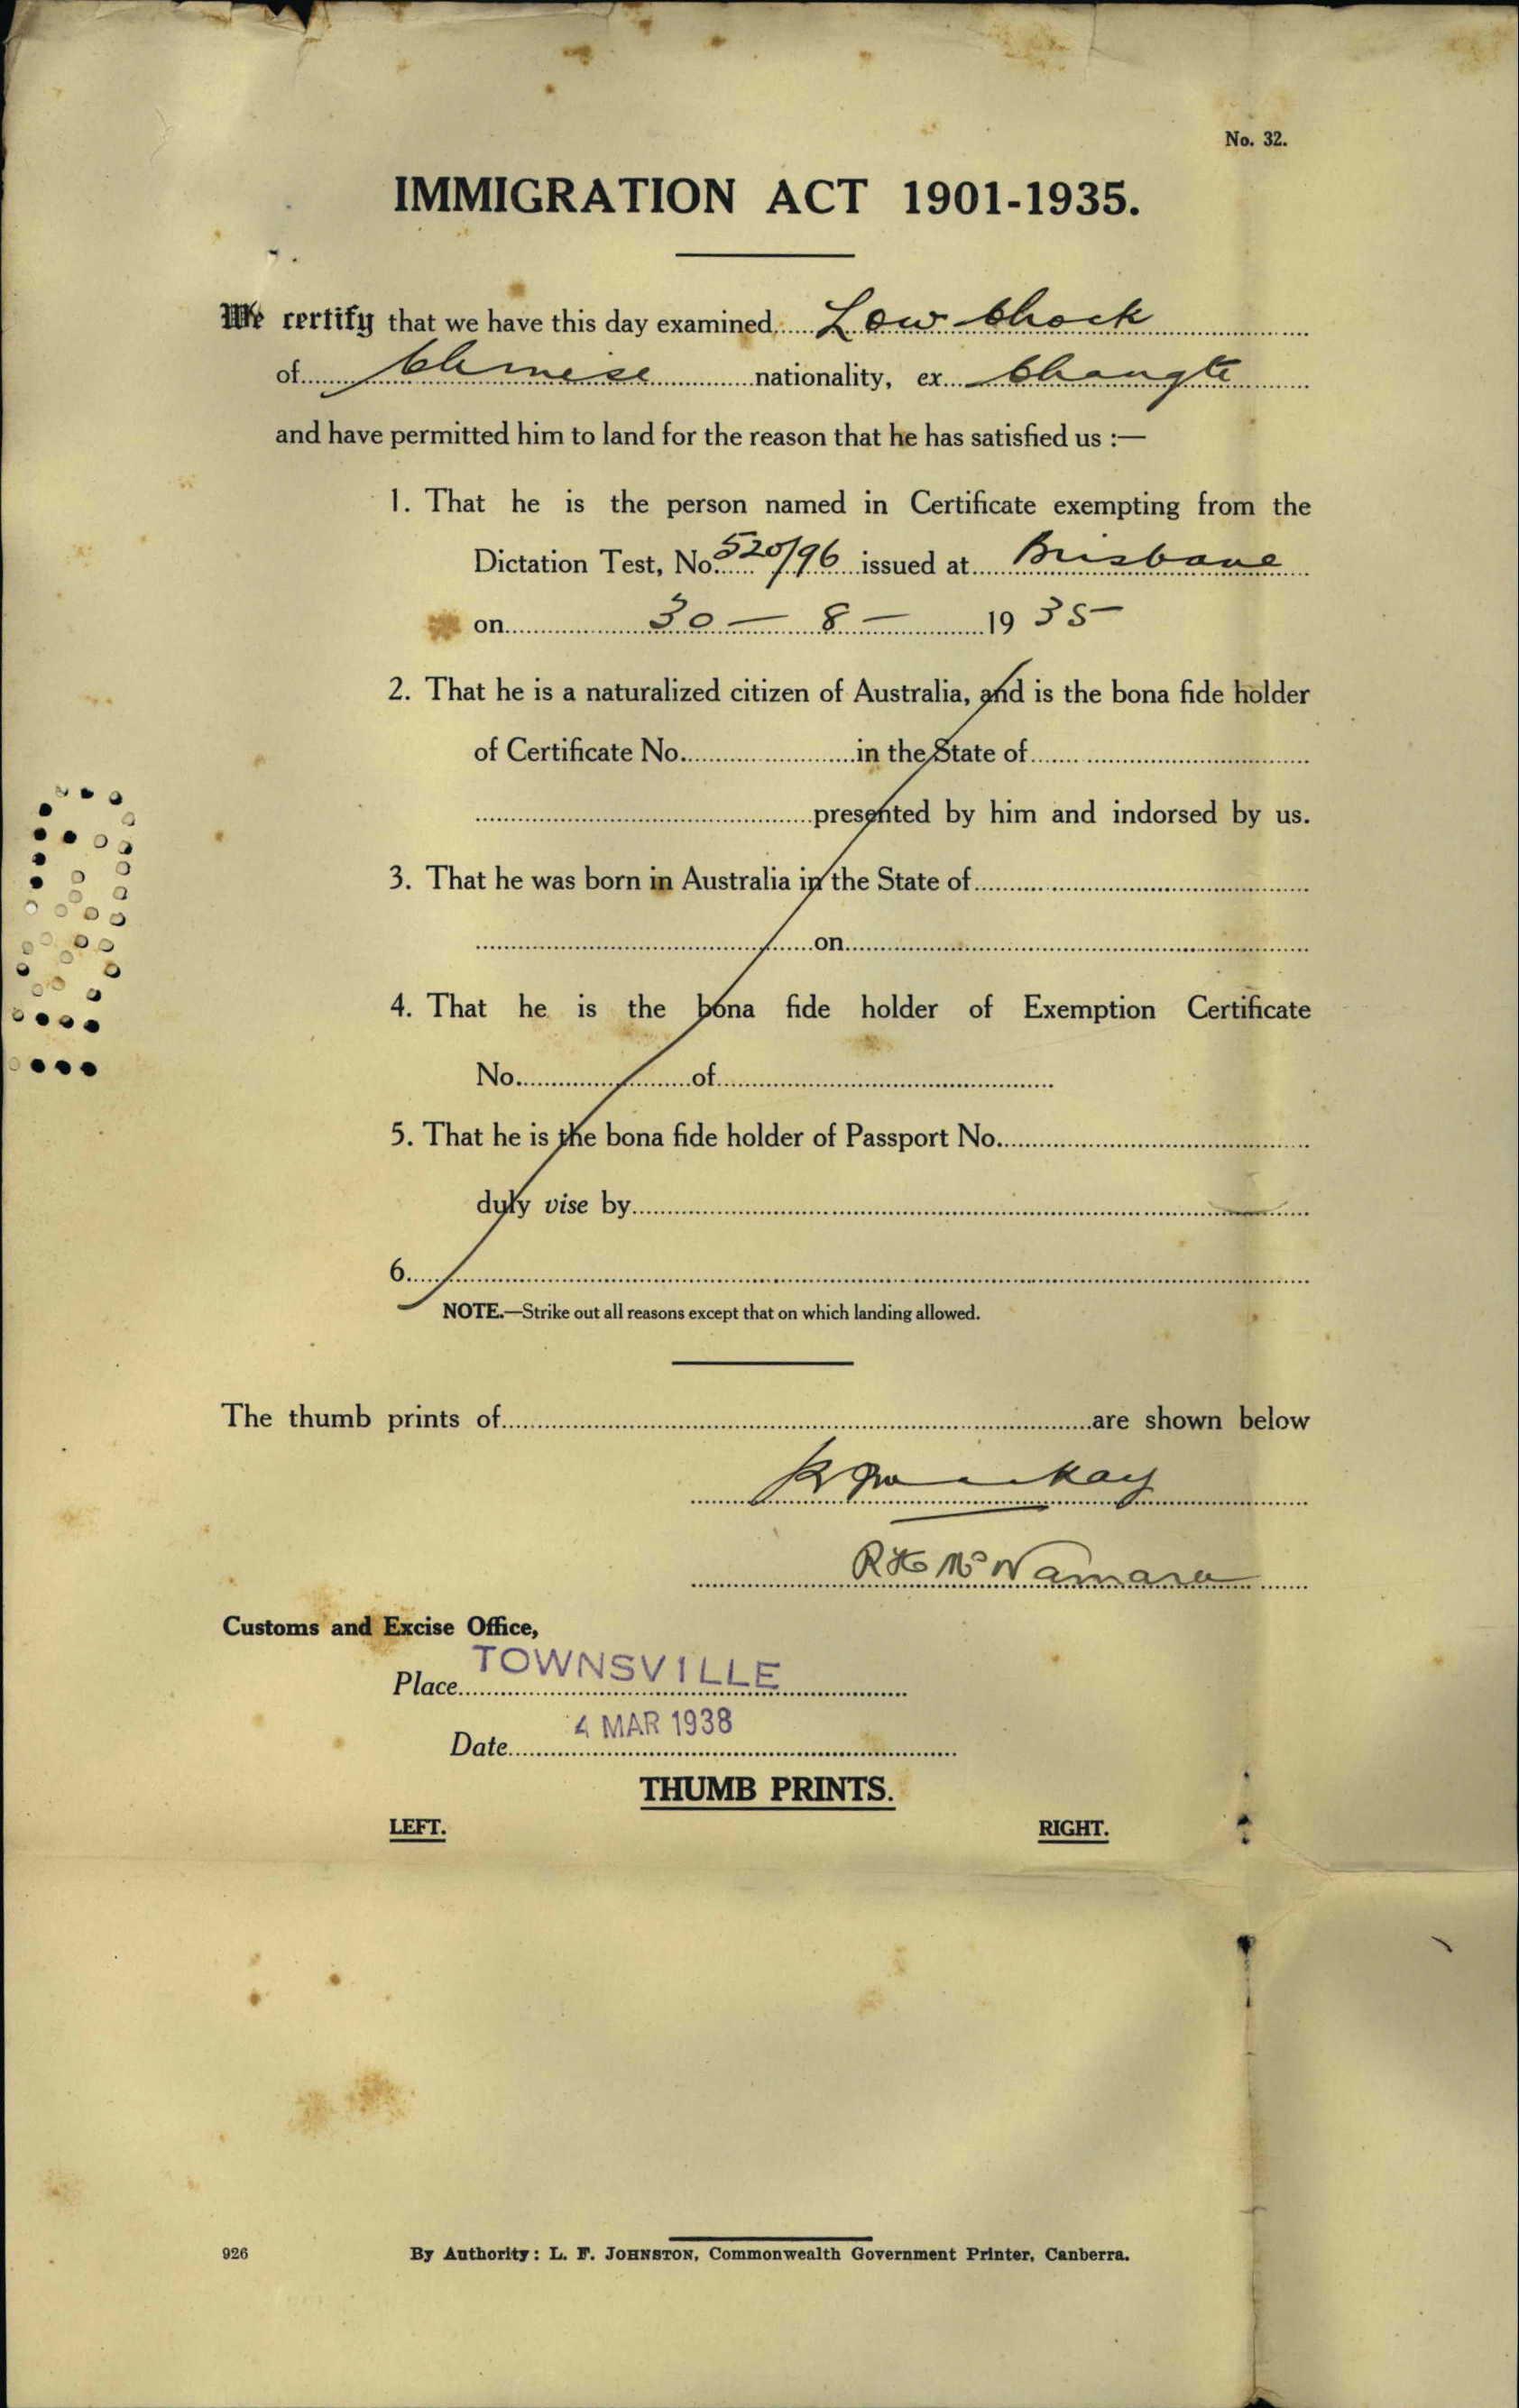 No. 32.
IMMIGRATION ACT 1901-1935.
We certify that we have this day examined Low Chock
of Chinese nationality, ex Changte
and have permitted him to land for the reason that he has satisfied us :—
1. That he is the person named in Certificate exempting from the
Dictation Test, No. 520/96 issued at Brisbane
on 30 — 8 — 1935
2. That he is a naturalized citizen of Australia, and is the bona fide holder
of Certificate No. in the State of
presented by him and indorsed by us.
3. That he was born in Australia in the State of
on
4. That he is the bona fide holder of Exemption Certificate
No. of
5. That he is the bona fide holder of Passport No.
duly vise by
6.
NOTE.—Strike out all reasons except that on which landing allowed.
The thumb prints of are shown below
R H McNamara
Customs and Excise Office,
Place TOWNSVILLE
Date 4 MAR 1938
THUMB PRINTS.
LEFT. RIGHT.
926 By Authority: L. F. JOHNSTON, Commonwealth Government Printer, Canberra.